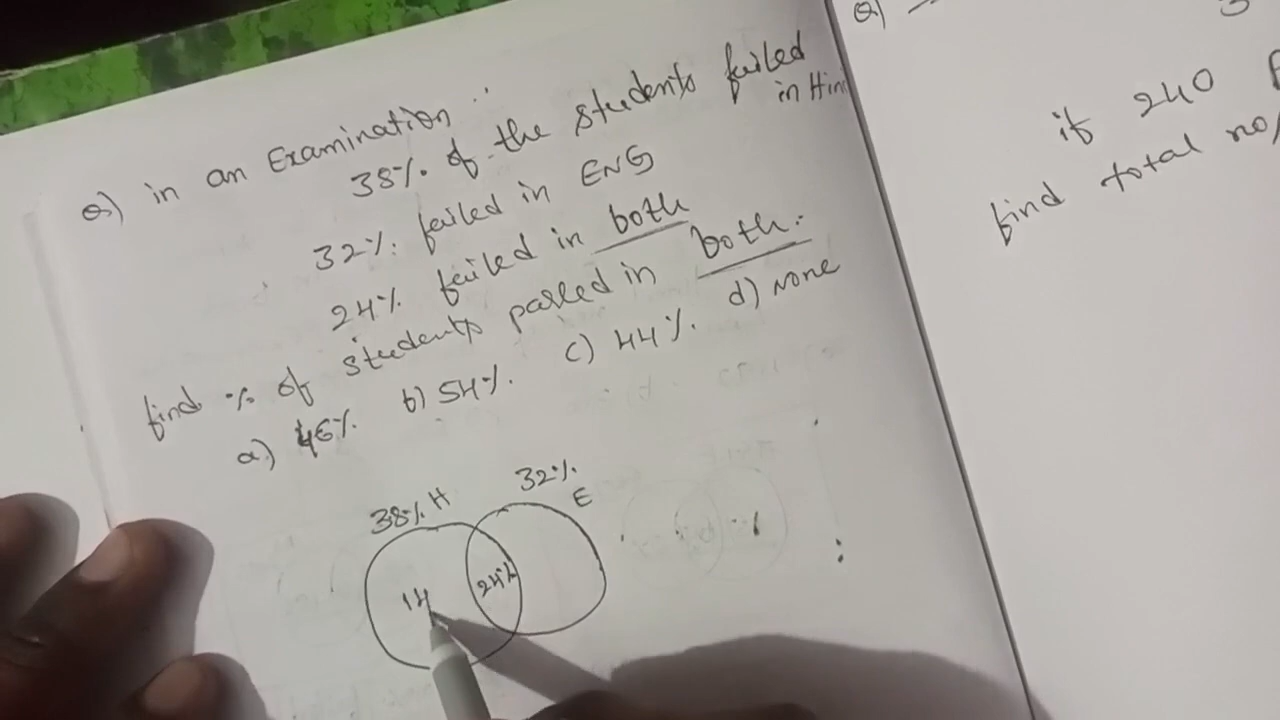 Q) in an Examination :
38% of the students failed
in Hin
32% failed in ENG
24% failed in both
find % of students passed in both.
a) 46% b) 54% c) 44% d) None
38% H 32%
E
14 24%
Q)
if 240
find total no/